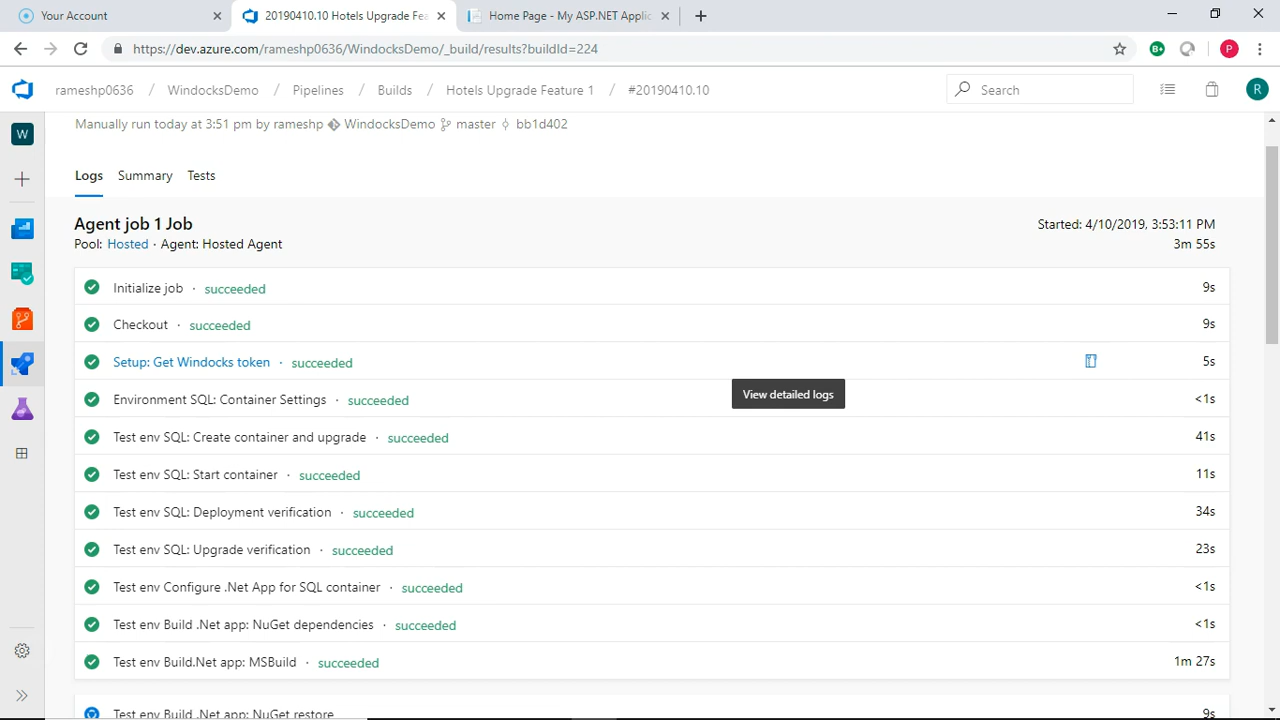 Your Account
20190410.10 Hotels Upgrade Fea
Home Page - My ASP.NET Applic
https://dev.azure.com/rameshp0636/WindocksDemo/_build/results?buildId=224
B+
P
rameshp0636 / WindocksDemo / Pipelines / Builds / Hotels Upgrade Feature 1 / #20190410.10
Search
R
W
Manually run today at 3:51 pm by rameshp WindocksDemo master bb1d402
Logs Summary Tests
Agent job 1 Job
Started: 4/10/2019, 3:53:11 PM
Pool: Hosted · Agent: Hosted Agent
3m 55s
Initialize job · succeeded 9s
Checkout · succeeded 9s
Setup: Get Windocks token · succeeded 5s
View detailed logs
Environment SQL: Container Settings · succeeded <1s
Test env SQL: Create container and upgrade · succeeded 41s
Test env SQL: Start container · succeeded 11s
Test env SQL: Deployment verification · succeeded 34s
Test env SQL: Upgrade verification · succeeded 23s
Test env Configure .Net App for SQL container · succeeded <1s
Test env Build .Net app: NuGet dependencies · succeeded <1s
Test env Build.Net app: MSBuild · succeeded 1m 27s
Test env Build .Net app: NuGet restore 9s